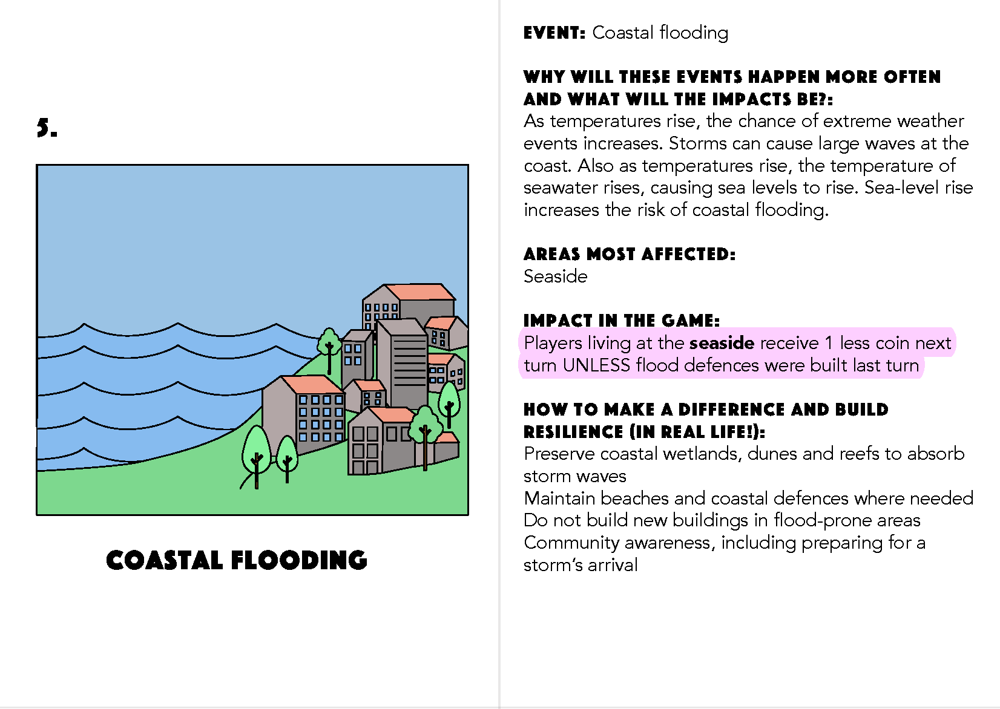 5.
COASTAL FLOODING
EVENT: Coastal flooding
WHY WILL THESE EVENTS HAPPEN MORE OFTEN
AND WHAT WILL THE IMPACTS BE?:
As temperatures rise, the chance of extreme weather
events increases. Storms can cause large waves at the
coast. Also as temperatures rise, the temperature of
seawater rises, causing sea levels to rise. Sea-level rise
increases the risk of coastal flooding.
AREAS MOST AFFECTED:
Seaside
IMPACT IN THE GAME:
Players living at the seaside receive 1 less coin next
turn UNLESS flood defences were built last turn
HOW TO MAKE A DIFFERENCE AND BUILD
RESILIENCE (IN REAL LIFE!):
Preserve coastal wetlands, dunes and reefs to absorb
storm waves
Maintain beaches and coastal defences where needed
Do not build new buildings in flood-prone areas
Community awareness, including preparing for a
storm's arrival